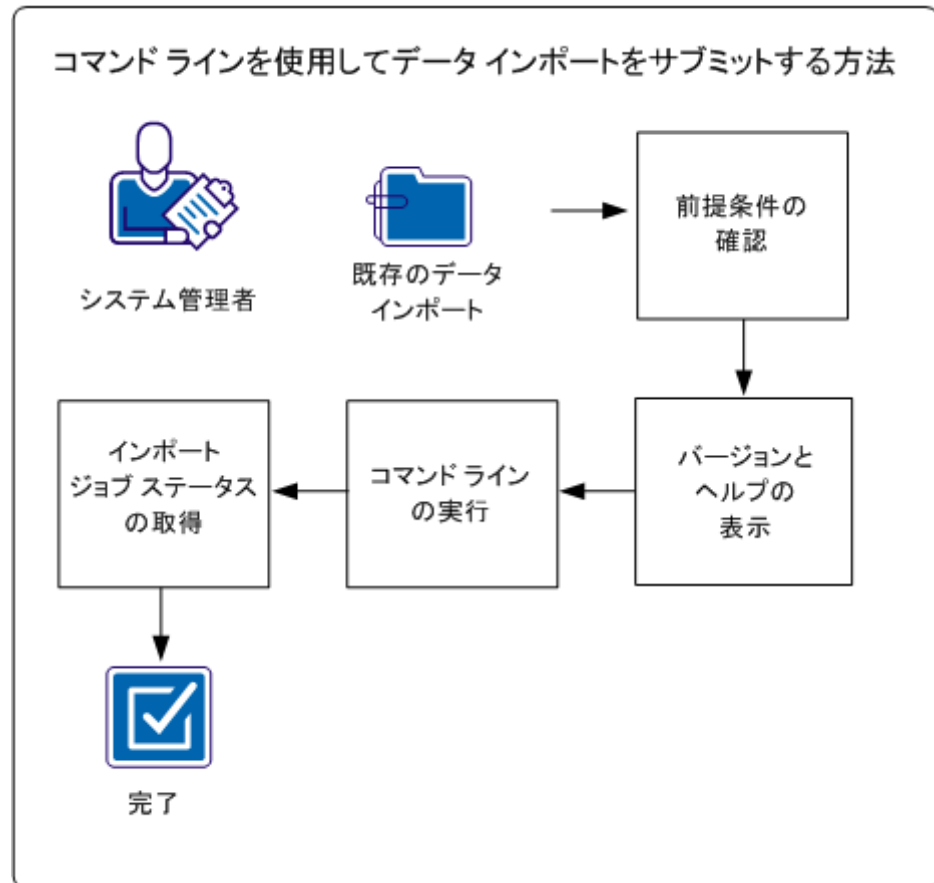 コマンド ラインを使用してデータ インポートをサブミットする方法
システム管理者
既存のデータ
インポート
前提条件の
確認
バージョンと
ヘルプの
表示
コマンド ライン
の実行
インポート
ジョブ ステータス
の取得
完了